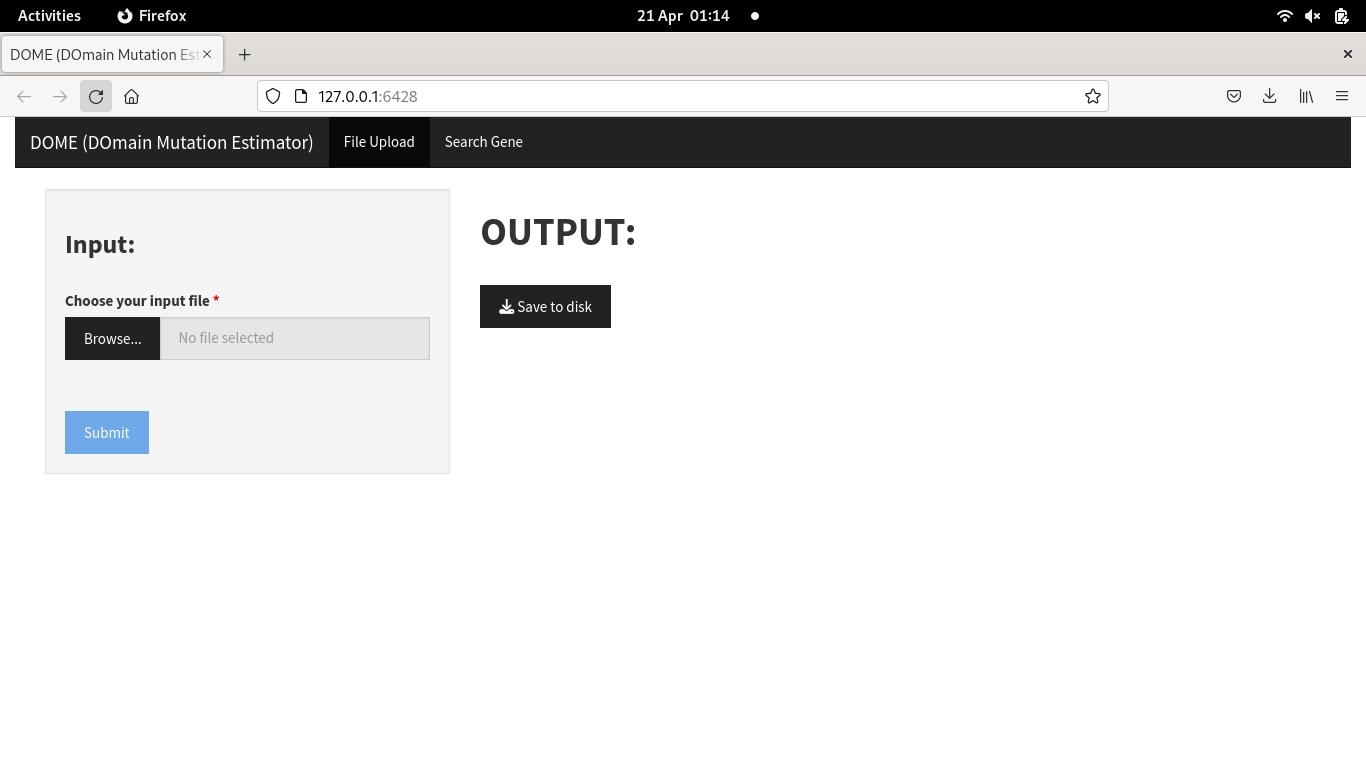 Activities Firefox 21 Apr 01:14
DOME (DOmain Mutation Es
127.0.0.1:6428
DOME (DOmain Mutation Estimator) File Upload Search Gene
Input:
Choose your input file *
Browse... No file selected
Submit
OUTPUT:
Save to disk